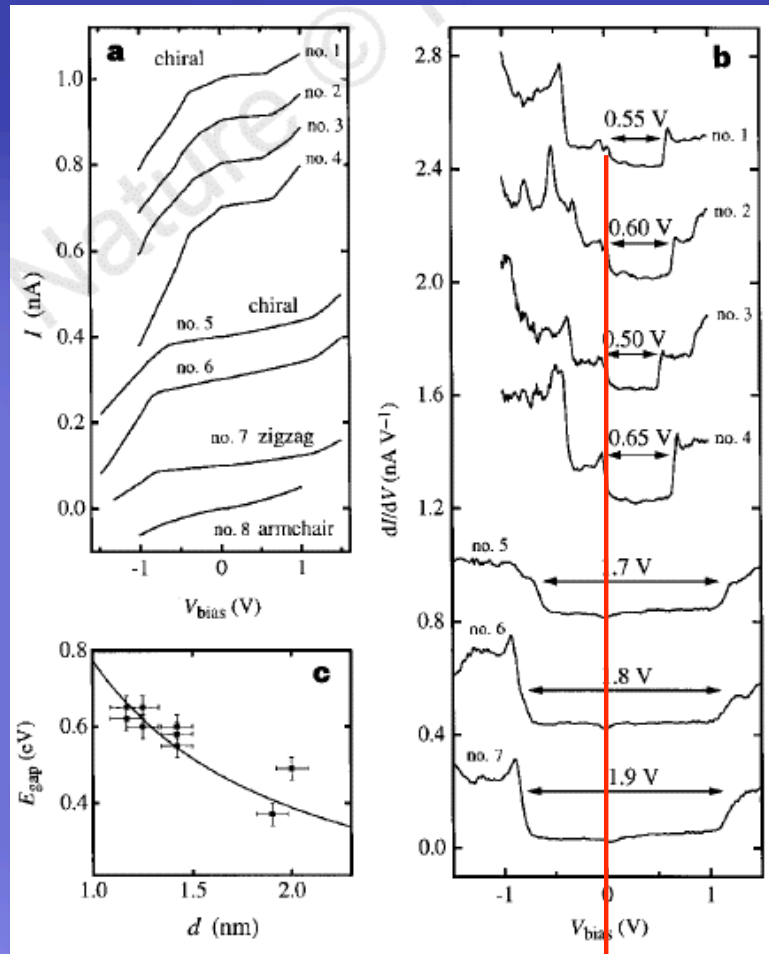 Nature ©
a
chiral
no. 1
no. 2
no. 3
no. 4
chiral
no. 5
no. 6
no. 7 zigzag
no. 8 armchair
1.0
0.8
0.6
0.4
0.2
0.0
I (nA)
-1 0 1
Vbias (V)
b
2.8
2.4
2.0
1.6
1.2
0.8
0.4
0.0
dI/dV (nA V⁻¹)
0.55 V
no. 1
no. 2
0.60 V
no. 3
0.50 V
0.65 V
no. 4
no. 5
1.7 V
no. 6
1.8 V
no. 7
1.9 V
-1 0 1
Vbias (V)
c
0.8
0.6
0.4
Egap (eV)
1.0 1.5 2.0
d (nm)